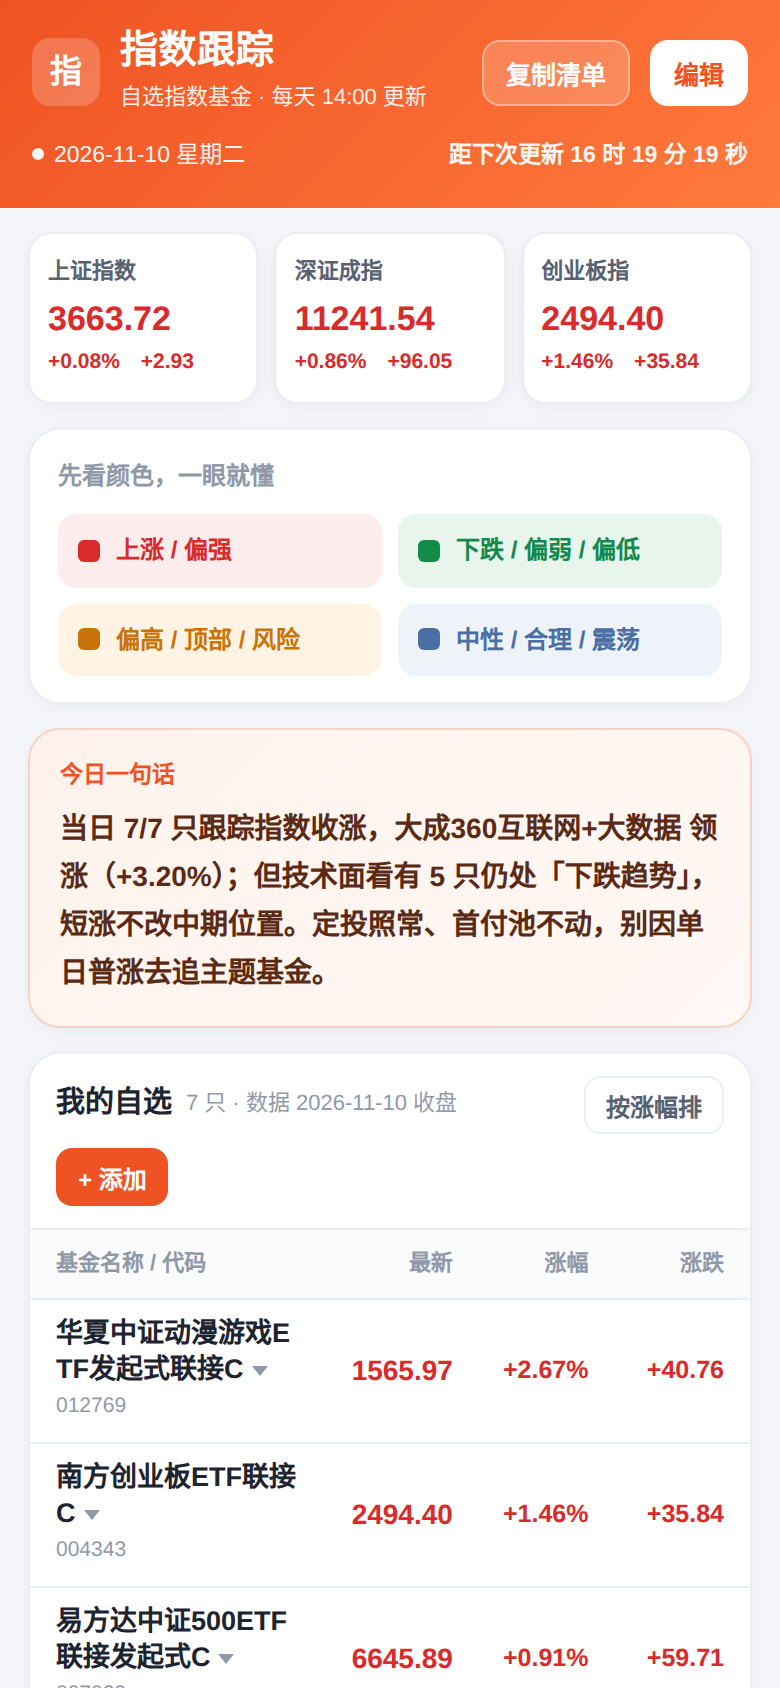 指
指数跟踪
自选指数基金 · 每天 14:00 更新
复制清单
编辑
2026-11-10 星期二
距下次更新 16 时 19 分 19 秒
上证指数
3663.72
+0.08% +2.93
深证成指
11241.54
+0.86% +96.05
创业板指
2494.40
+1.46% +35.84
先看颜色，一眼就懂
上涨 / 偏强
下跌 / 偏弱 / 偏低
偏高 / 顶部 / 风险
中性 / 合理 / 震荡
今日一句话
当日 7/7 只跟踪指数收涨，大成360互联网+大数据 领
涨（+3.20%）；但技术面看有 5 只仍处「下跌趋势」，
短涨不改中期位置。定投照常、首付池不动，别因单
日普涨去追主题基金。
我的自选 7 只 · 数据 2026-11-10 收盘
按涨幅排
+ 添加
基金名称 / 代码 最新 涨幅 涨跌
华夏中证动漫游戏E
TF发起式联接C
012769
1565.97 +2.67% +40.76
南方创业板ETF联接
C
004343
2494.40 +1.46% +35.84
易方达中证500ETF
联接发起式C
6645.89 +0.91% +59.71